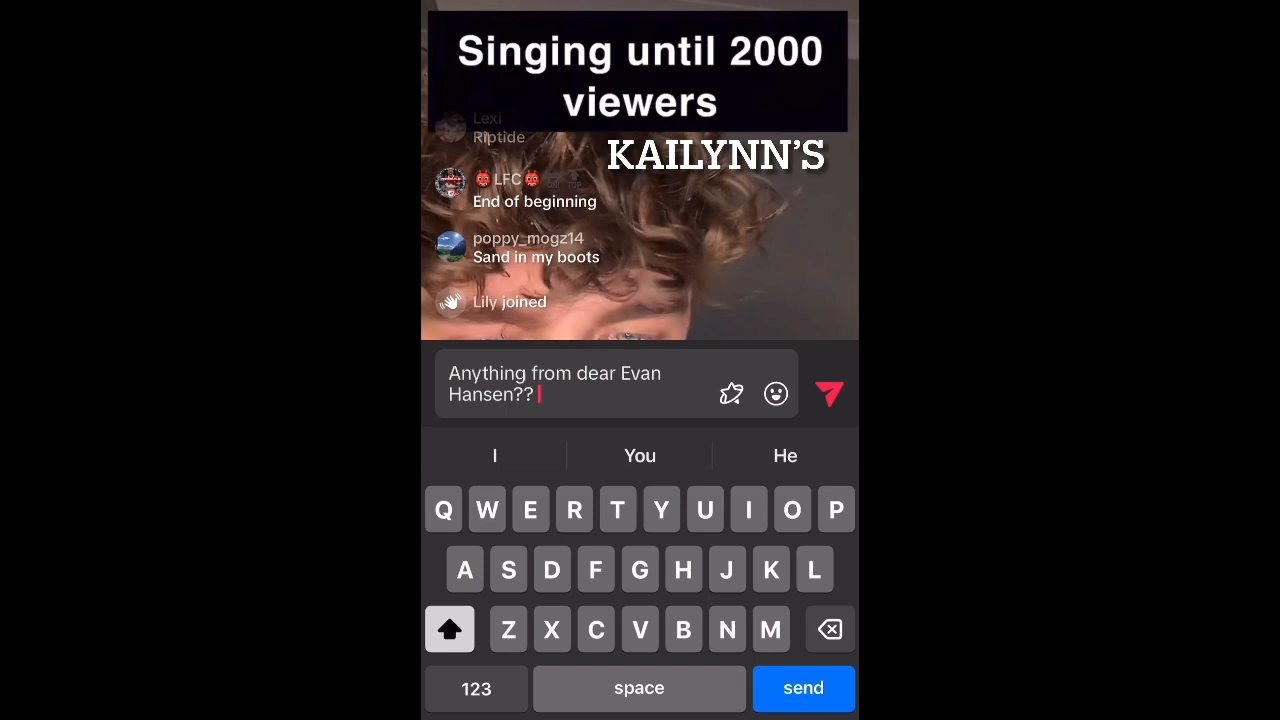 Singing until 2000
viewers
KAILYNN'S
Lexi
Riptide
👹LFC👹
End of beginning
poppy_mogz14
Sand in my boots
Lily joined
Anything from dear Evan
Hansen??
I You He
Q W E R T Y U I O P
A S D F G H J K L
Z X C V B N M
123 space send